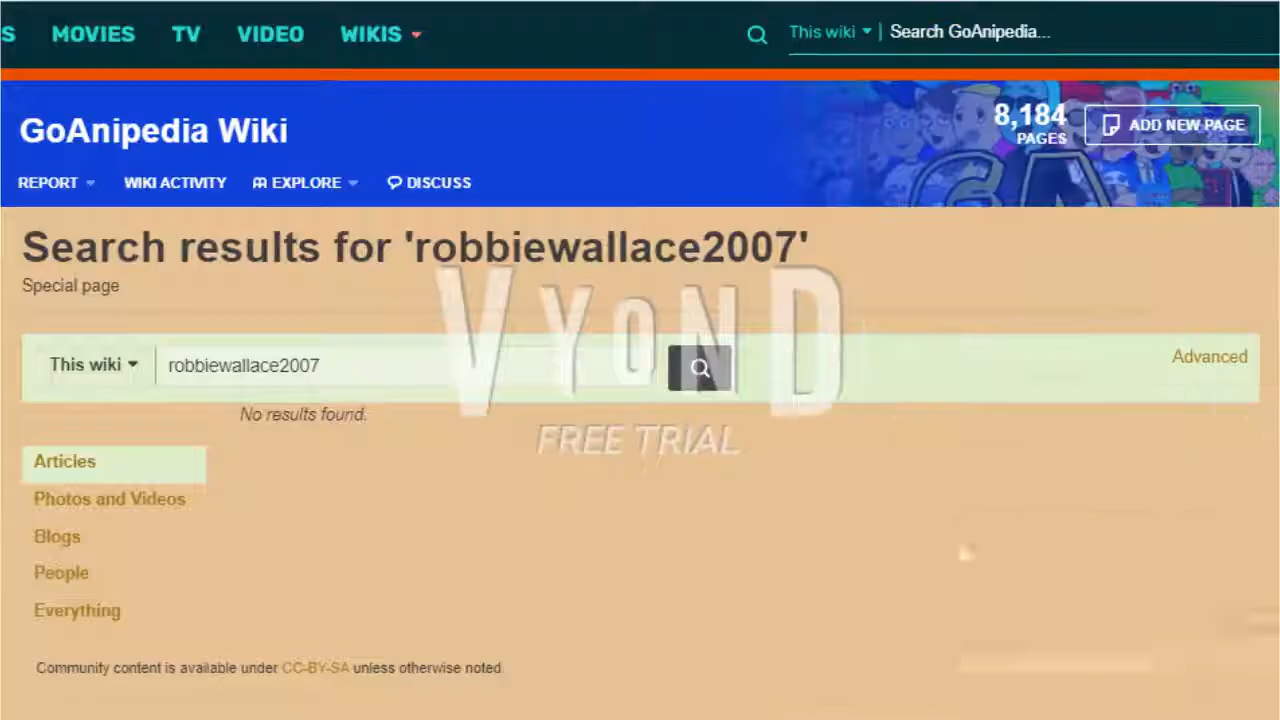 S MOVIES TV VIDEO WIKIS This wiki | Search GoAnipedia...
GoAnipedia Wiki
8,184
PAGES
ADD NEW PAGE
REPORT WIKI ACTIVITY EXPLORE DISCUSS
GA
Search results for 'robbiewallace2007'
Special page
VYOND
FREE TRIAL
This wiki robbiewallace2007
Advanced
No results found.
Articles
Photos and Videos
Blogs
People
Everything
Community content is available under CC-BY-SA unless otherwise noted.